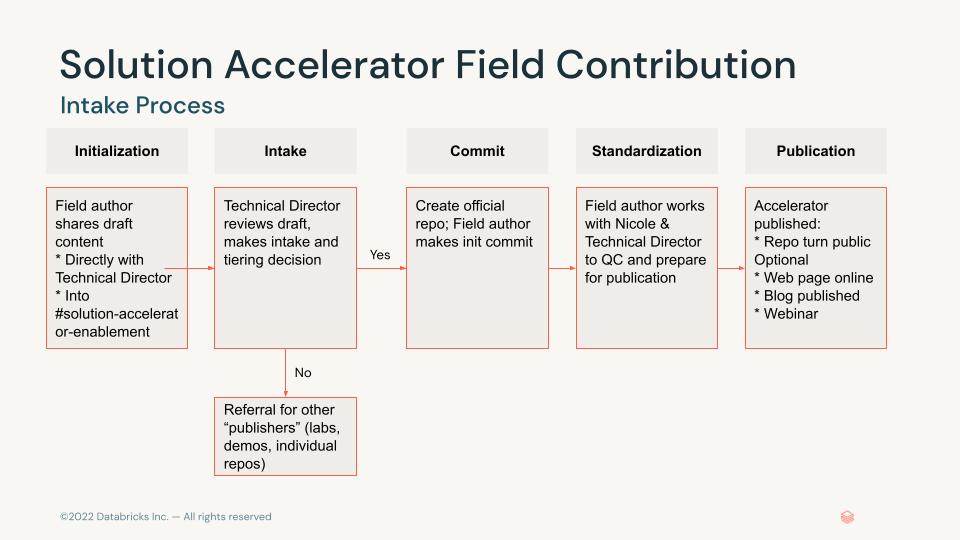 Solution Accelerator Field Contribution
Intake Process
Initialization
Intake
Commit
Standardization
Publication
Field author
shares draft
content
* Directly with
Technical Director
* Into
#solution-accelerat
or-enablement
Technical Director
reviews draft,
makes intake and
tiering decision
Yes
Create official
repo; Field author
makes init commit
Field author works
with Nicole &
Technical Director
to QC and prepare
for publication
Accelerator
published:
* Repo turn public
Optional
* Web page online
* Blog published
* Webinar
No
Referral for other
“publishers” (labs,
demos, individual
repos)
©2022 Databricks Inc. — All rights reserved